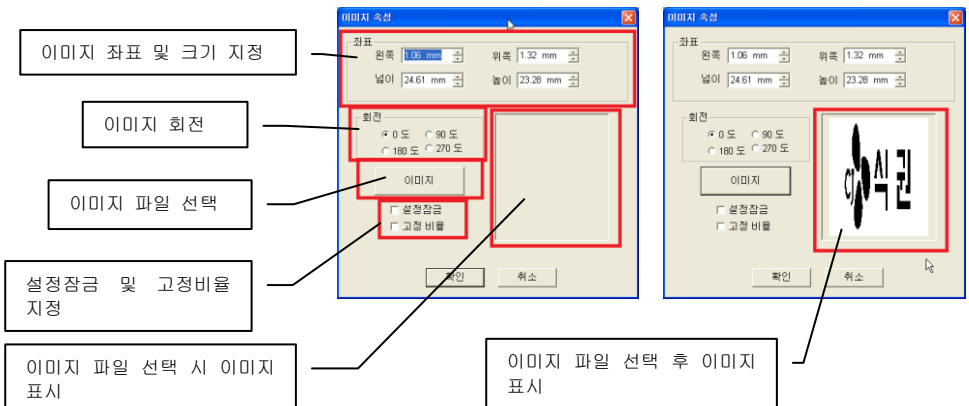 이미지 좌표 및 크기 지정
이미지 회전
이미지 파일 선택
설정잠금 및 고정비율
지정
이미지 파일 선택 시 이미지
표시
이미지 속성
좌표
왼쪽 1.06 mm 위쪽 1.32 mm
넓이 24.61 mm 높이 23.28 mm
회전
0 도 90 도
180 도 270 도
이미지
설정잠금
고정 비율
확인 취소
이미지 속성
좌표
왼쪽 1.06 mm 위쪽 1.32 mm
넓이 24.61 mm 높이 23.28 mm
회전
0 도 90 도
180 도 270 도
이미지
설정잠금
고정 비율
CJ 식권
확인 취소
이미지 파일 선택 후 이미지
표시